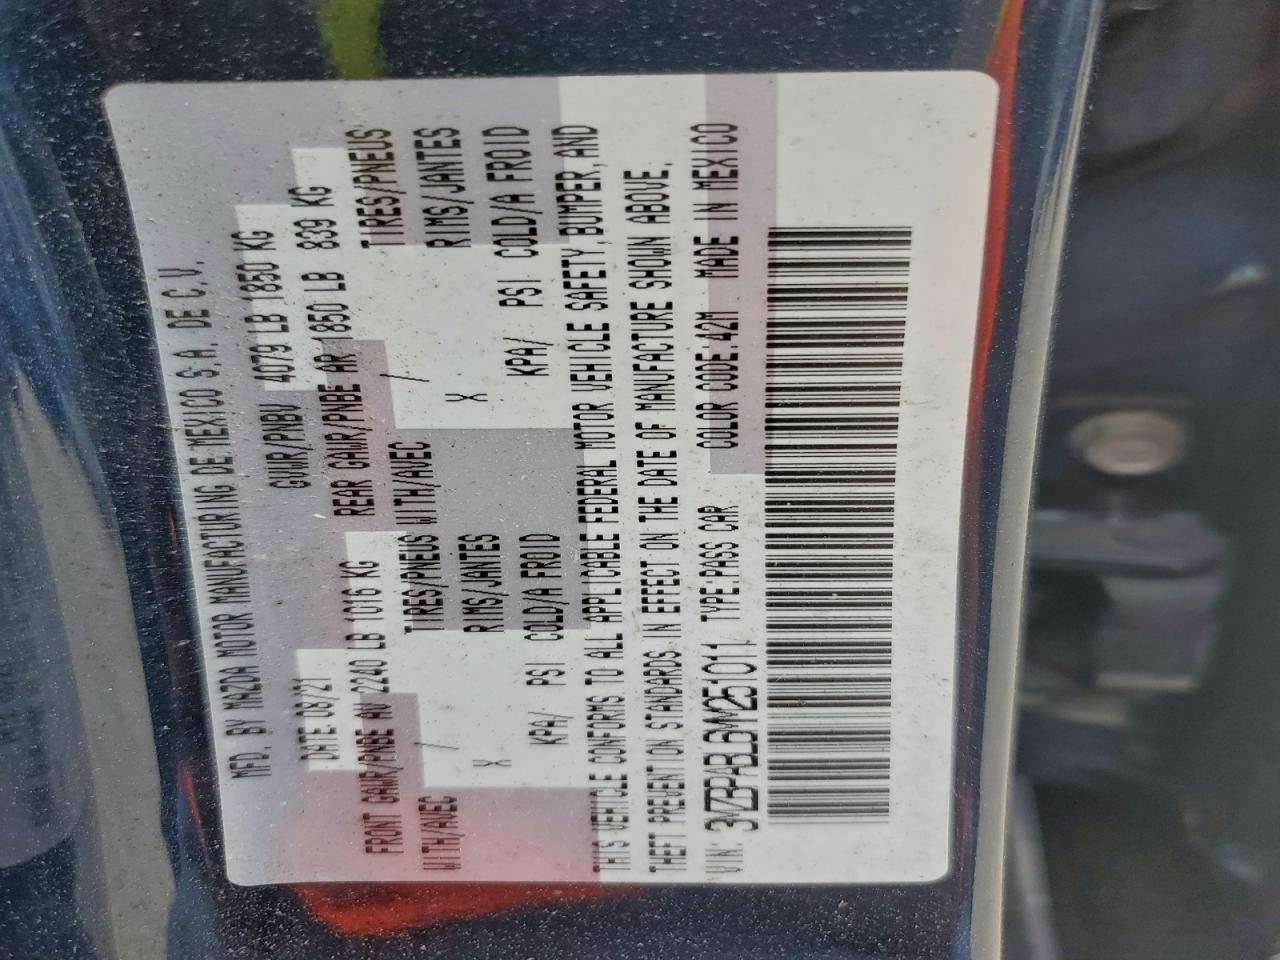 MFD. BY MAZDA MOTOR MANUFACTURING DE MEXICO S.A. DE C.V.
DATE 08/21 GVWR/PNBV 4079 LB 1850 KG
FRONT GAWR/PNBE AV 2240 LB 1016 KG REAR GAWR/PNBE AR 1850 LB 839 KG
WITH/AVEC / TIRES/PNEUS WITH/AVEC / TIRES/PNEUS
X RIMS/JANTES X RIMS/JANTES
KPA/ PSI COLD/A FROID KPA/ PSI COLD/A FROID
THIS VEHICLE CONFORMS TO ALL APPLICABLE FEDERAL MOTOR VEHICLE SAFETY, BUMPER, AND
THEFT PREVENTION STANDARDS IN EFFECT ON THE DATE OF MANUFACTURE SHOWN ABOVE.
VIN: 3MZBPABL6MM251011 TYPE:PASS CAR COLOR CODE:42M MADE IN MEXICO